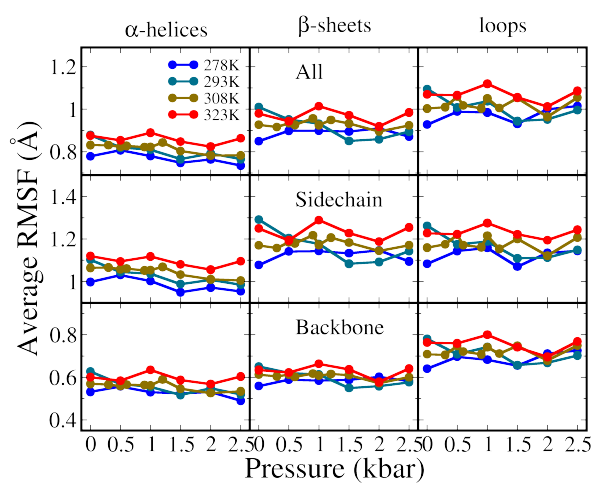 α-helices β-sheets loops
All
278K
293K
308K
323K
1.2
1
0.8
Sidechain
1.4
1.2
1
Backbone
0.8
0.6
0.4
0 0.5 1 1.5 2 2.5 0 0.5 1 1.5 2 2.5 0 0.5 1 1.5 2 2.5
Average RMSF (Å)
Pressure (kbar)